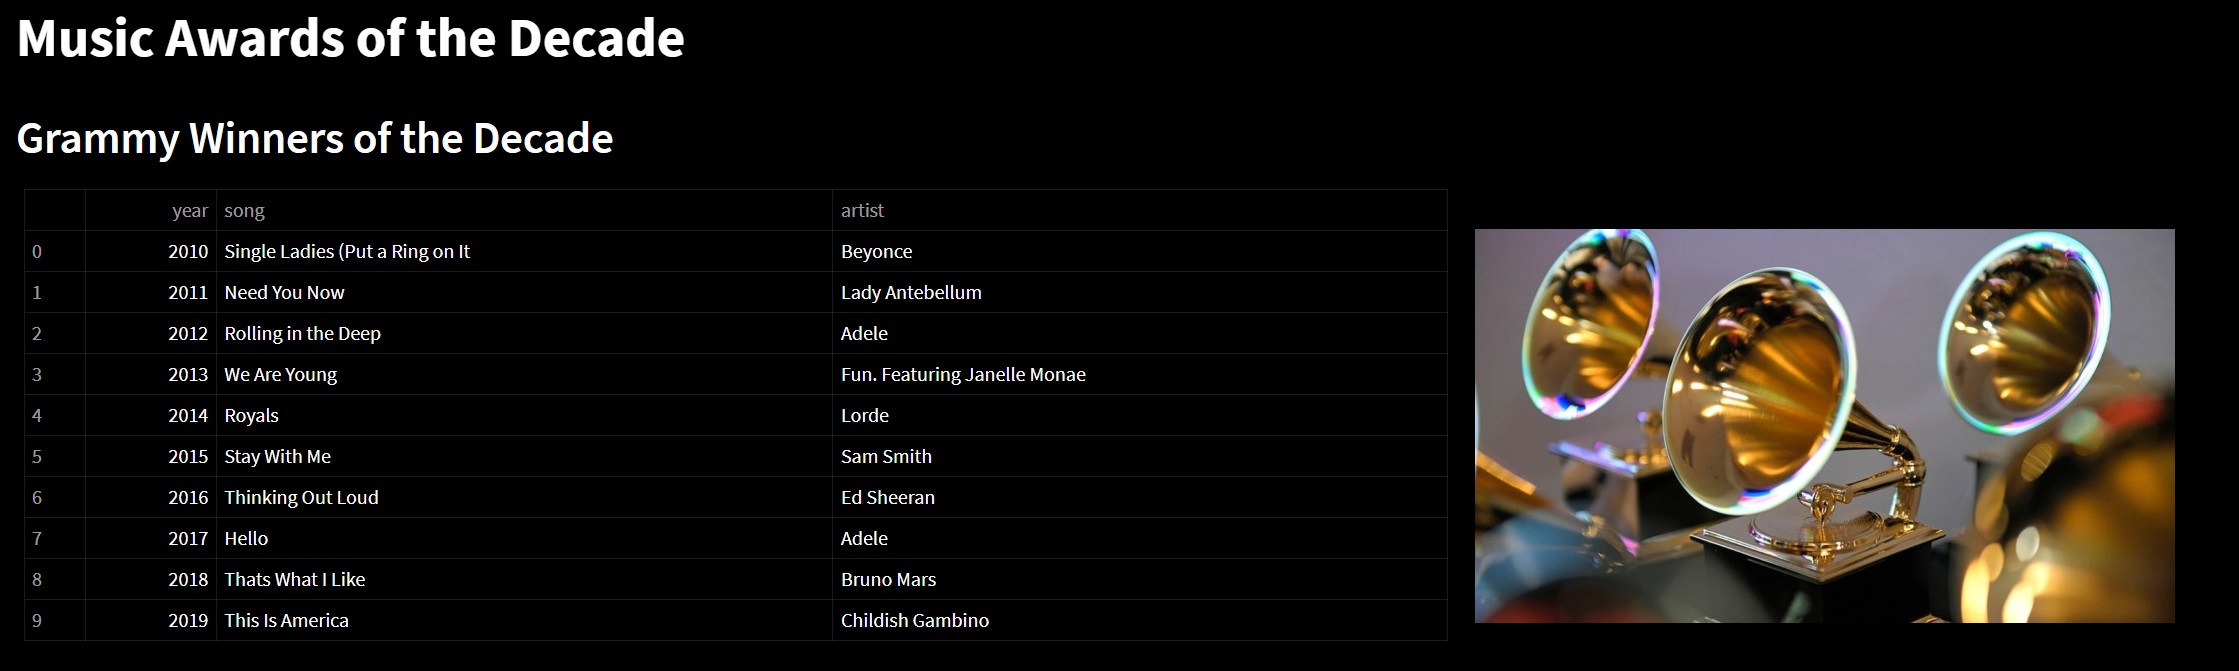 Music Awards of the Decade
Grammy Winners of the Decade
year song artist
0 2010 Single Ladies (Put a Ring on It Beyonce
1 2011 Need You Now Lady Antebellum
2 2012 Rolling in the Deep Adele
3 2013 We Are Young Fun. Featuring Janelle Monae
4 2014 Royals Lorde
5 2015 Stay With Me Sam Smith
6 2016 Thinking Out Loud Ed Sheeran
7 2017 Hello Adele
8 2018 Thats What I Like Bruno Mars
9 2019 This Is America Childish Gambino